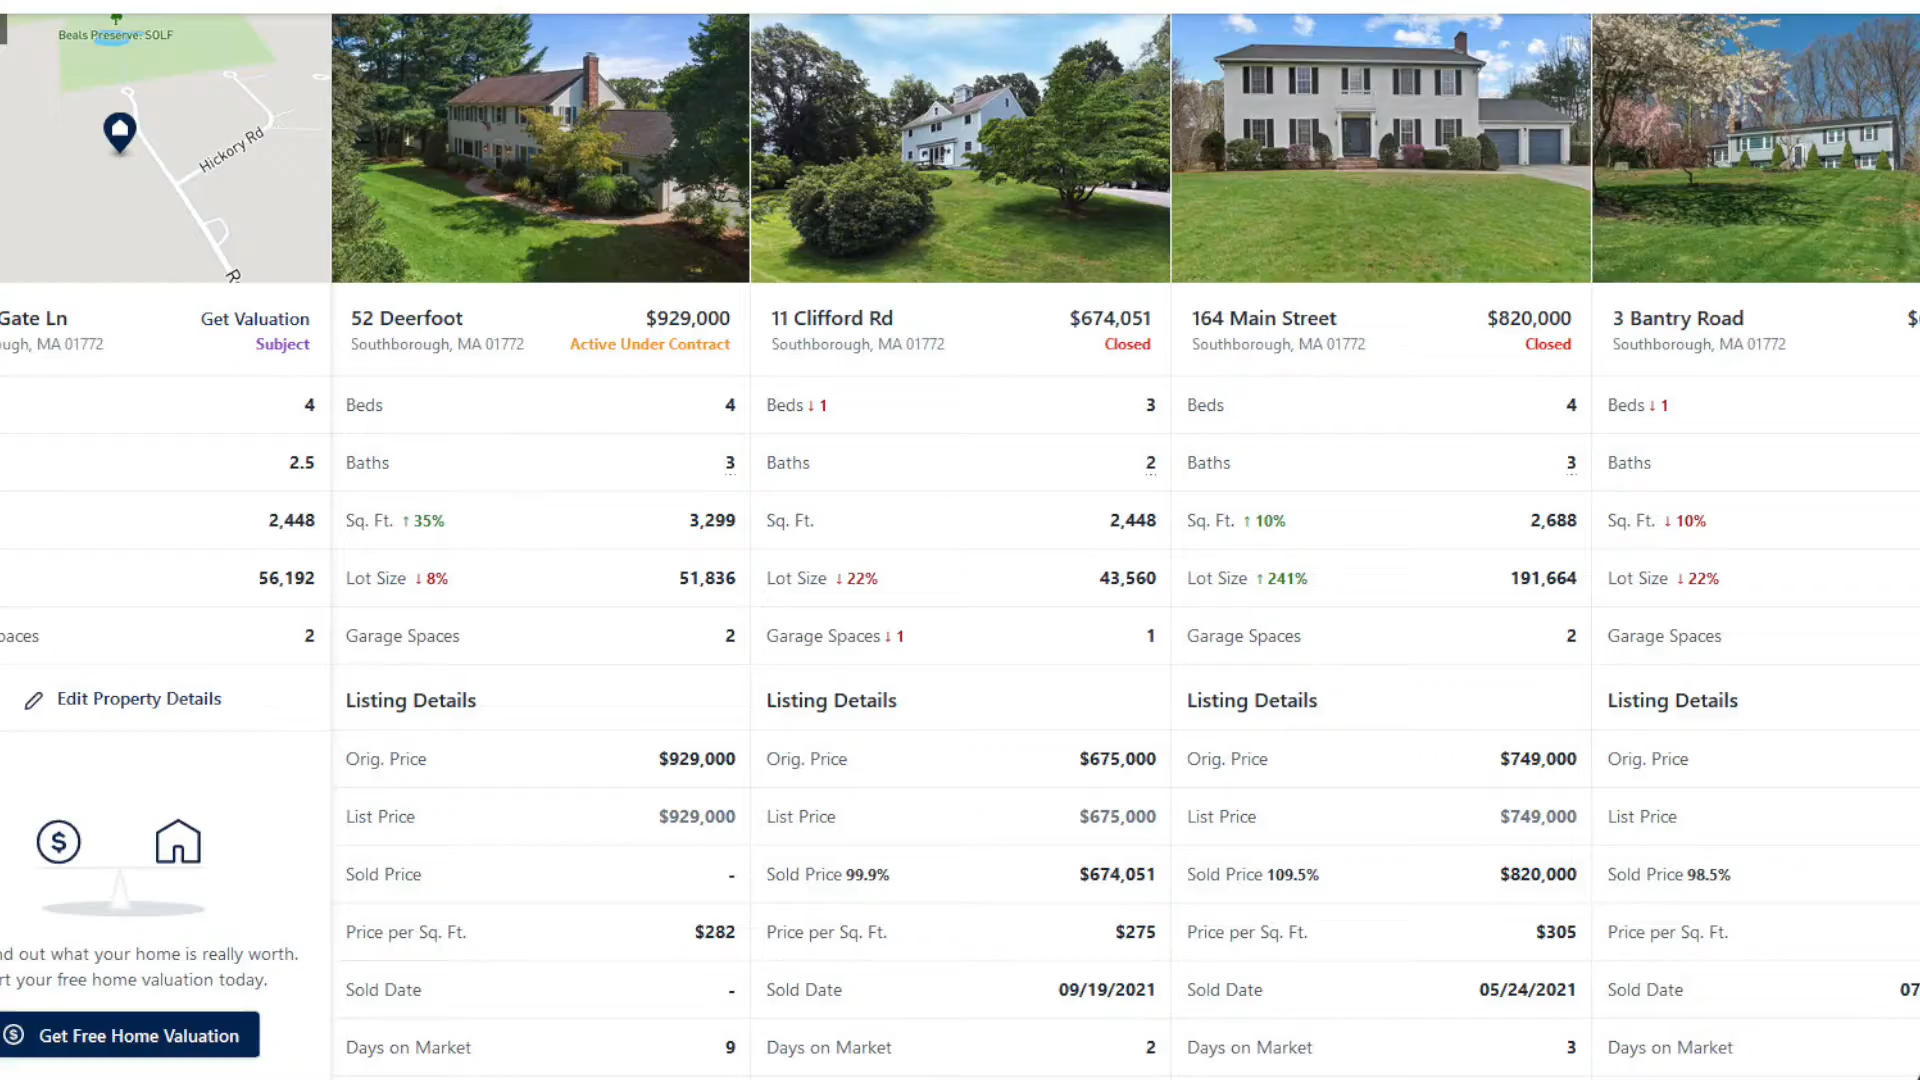 Beals Preserve: SOLF
Hickory Rd
Gate Ln
Get Valuation
ugh, MA 01772
Subject
4
2.5
2,448
56,192
paces
2
Edit Property Details
nd out what your home is really worth.
rt your free home valuation today.
Get Free Home Valuation
52 Deerfoot
$929,000
Southborough, MA 01772
Active Under Contract
Beds
4
Baths
3
Sq. Ft. ↑ 35%
3,299
Lot Size ↓ 8%
51,836
Garage Spaces
2
Listing Details
Orig. Price
$929,000
List Price
$929,000
Sold Price
-
Price per Sq. Ft.
$282
Sold Date
-
Days on Market
9
11 Clifford Rd
$674,051
Southborough, MA 01772
Closed
Beds ↓ 1
3
Baths
2
Sq. Ft.
2,448
Lot Size ↓ 22%
43,560
Garage Spaces ↓ 1
1
Listing Details
Orig. Price
$675,000
List Price
$675,000
Sold Price 99.9%
$674,051
Price per Sq. Ft.
$275
Sold Date
09/19/2021
Days on Market
2
164 Main Street
$820,000
Southborough, MA 01772
Closed
Beds
4
Baths
3
Sq. Ft. ↑ 10%
2,688
Lot Size ↑ 241%
191,664
Garage Spaces
2
Listing Details
Orig. Price
$749,000
List Price
$749,000
Sold Price 109.5%
$820,000
Price per Sq. Ft.
$305
Sold Date
05/24/2021
Days on Market
3
3 Bantry Road
Southborough, MA 01772
Beds ↓ 1
Baths
Sq. Ft. ↓ 10%
Lot Size ↓ 22%
Garage Spaces
Listing Details
Orig. Price
List Price
Sold Price 98.5%
Price per Sq. Ft.
Sold Date
07
Days on Market